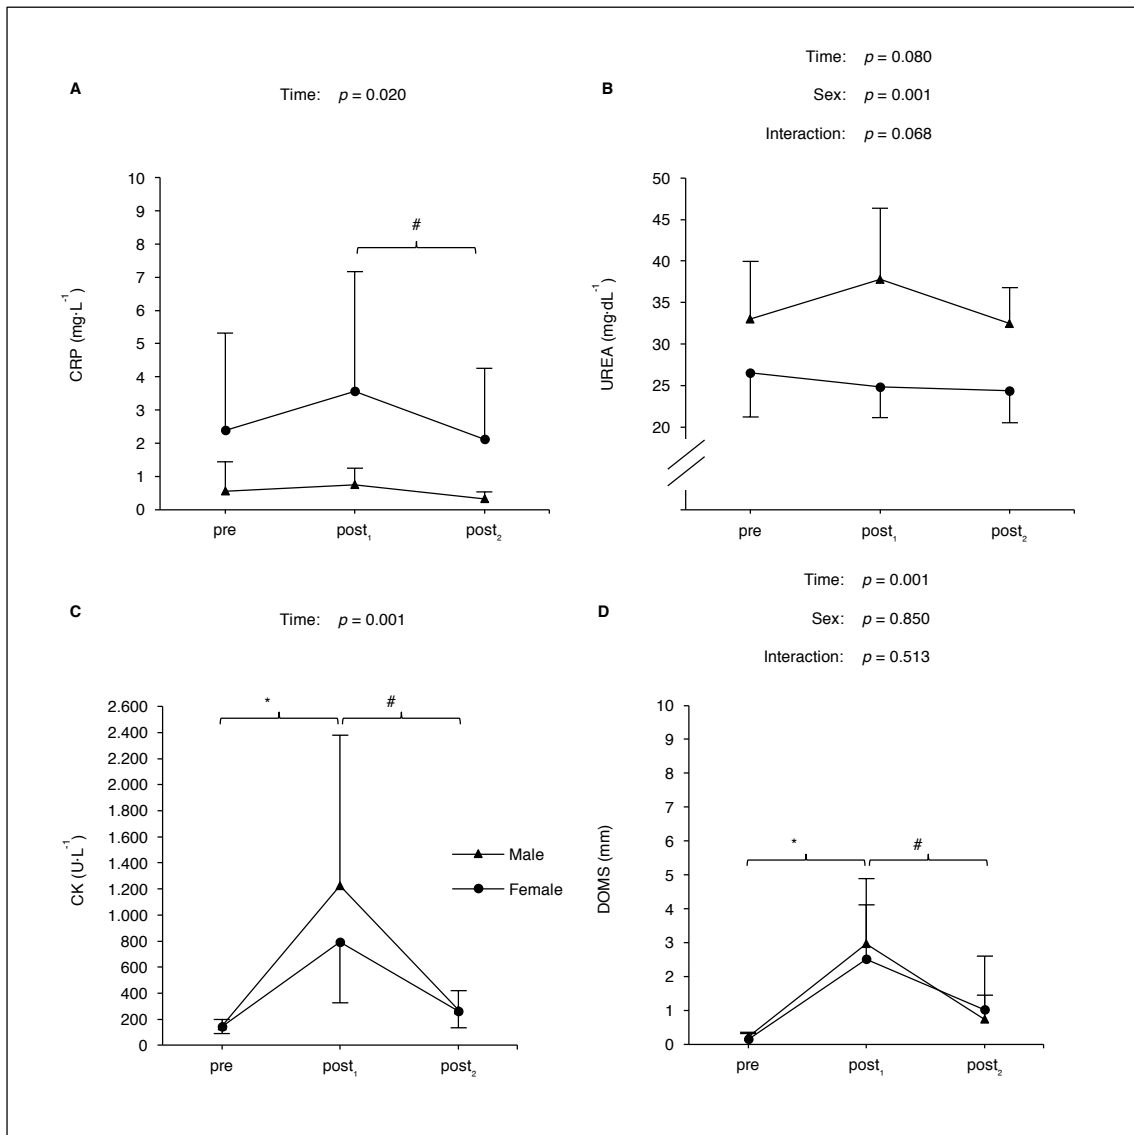 A
Time: p = 0.020
10
9
8
7
6
5
4
3
2
1
0
CRP (mg·L⁻¹)
#
pre post₁ post₂
B
Time: p = 0.080
Sex: p = 0.001
Interaction: p = 0.068
50
45
40
35
30
25
20
UREA (mg·dL⁻¹)
pre post₁ post₂
C
Time: p = 0.001
2.600
2.400
2.200
2.000
1.800
1.600
1.400
1.200
1.000
800
600
400
200
0
CK (U·L⁻¹)
* #
Male
Female
pre post₁ post₂
D
Time: p = 0.001
Sex: p = 0.850
Interaction: p = 0.513
10
9
8
7
6
5
4
3
2
1
0
DOMS (mm)
* #
pre post₁ post₂